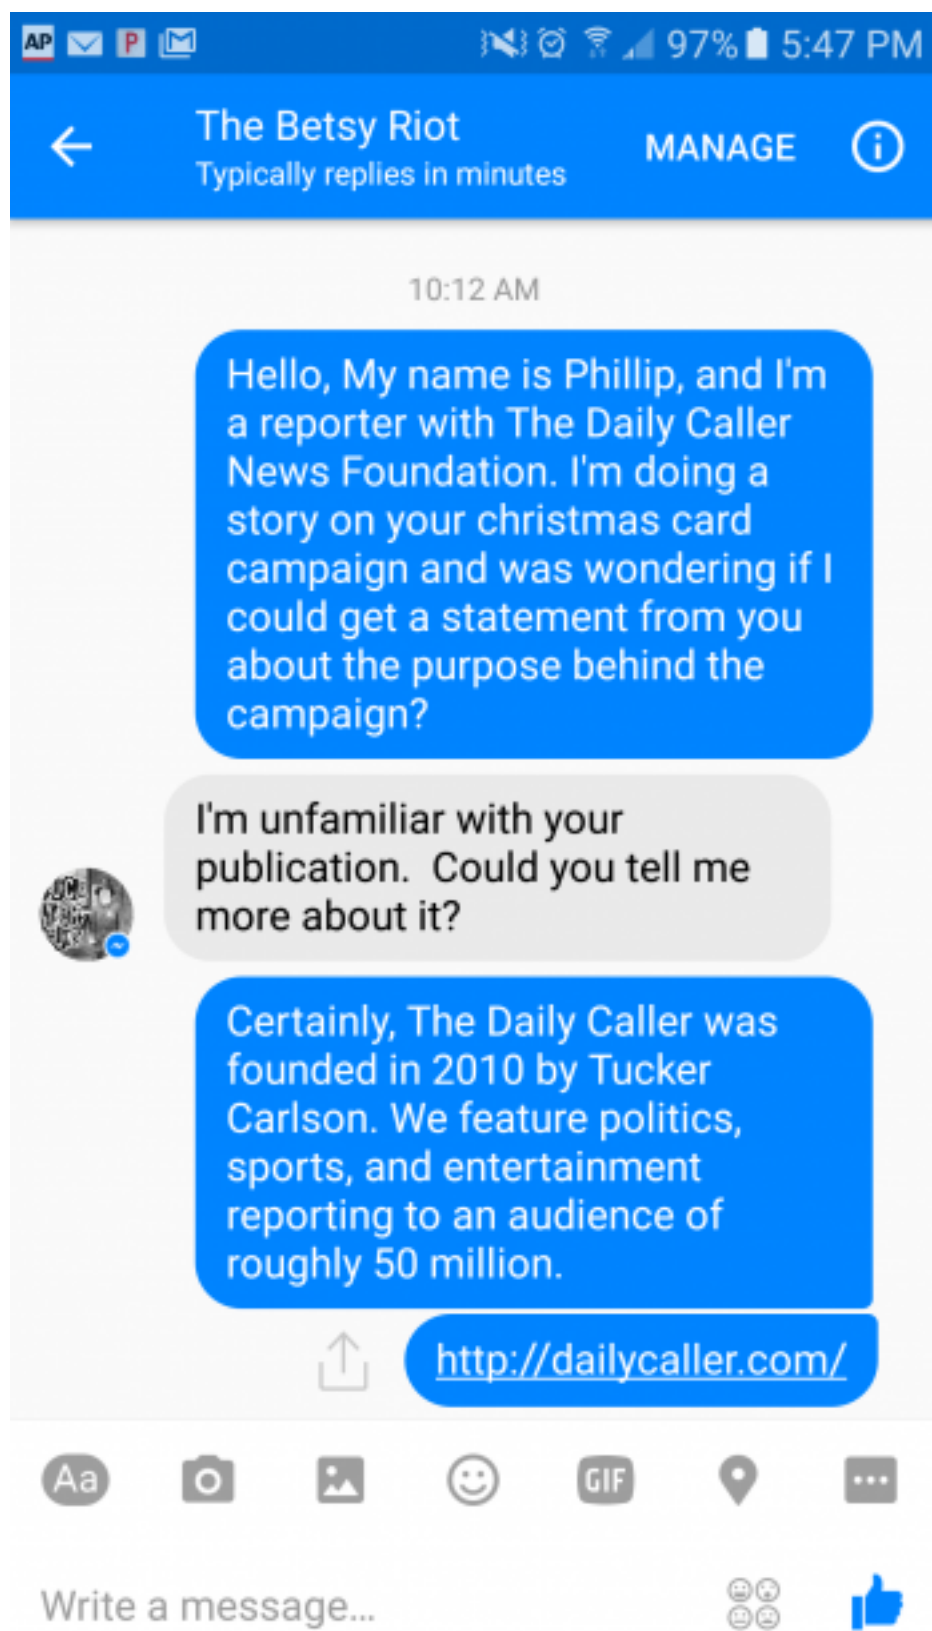 AP P M 97% 5:47 PM
The Betsy Riot
Typically replies in minutes
MANAGE
10:12 AM
Hello, My name is Phillip, and I'm
a reporter with The Daily Caller
News Foundation. I'm doing a
story on your christmas card
campaign and was wondering if I
could get a statement from you
about the purpose behind the
campaign?
I'm unfamiliar with your
publication.  Could you tell me
more about it?
Certainly, The Daily Caller was
founded in 2010 by Tucker
Carlson. We feature politics,
sports, and entertainment
reporting to an audience of
roughly 50 million.
http://dailycaller.com/
Aa GIF
Write a message...